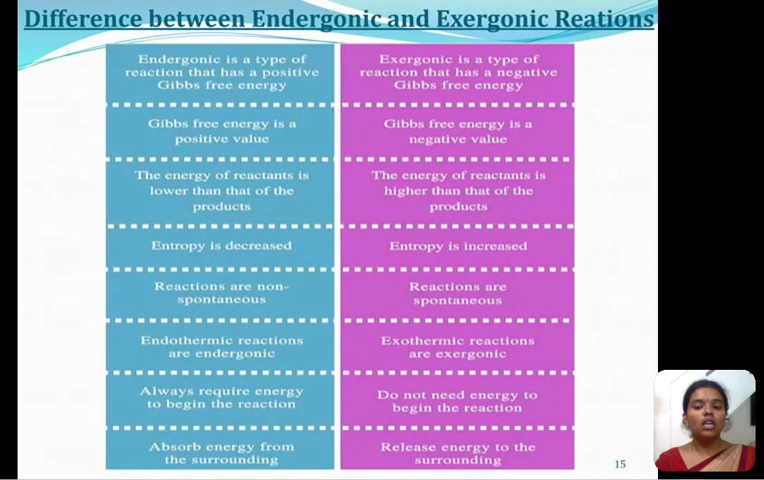 Difference between Endergonic and Exergonic Reations
Endergonic is a type of
reaction that has a positive
Gibbs free energy
Exergonic is a type of
reaction that has a negative
Gibbs free energy
Gibbs free energy is a
positive value
Gibbs free energy is a
negative value
The energy of reactants is
lower than that of the
products
The energy of reactants is
higher than that of the
products
Entropy is decreased
Entropy is increased
Reactions are non-
spontaneous
Reactions are
spontaneous
Endothermic reactions
are endergonic
Exothermic reactions
are exergonic
Always require energy
to begin the reaction
Do not need energy to
begin the reaction
Absorb energy from
the surrounding
Release energy to the
surrounding
15